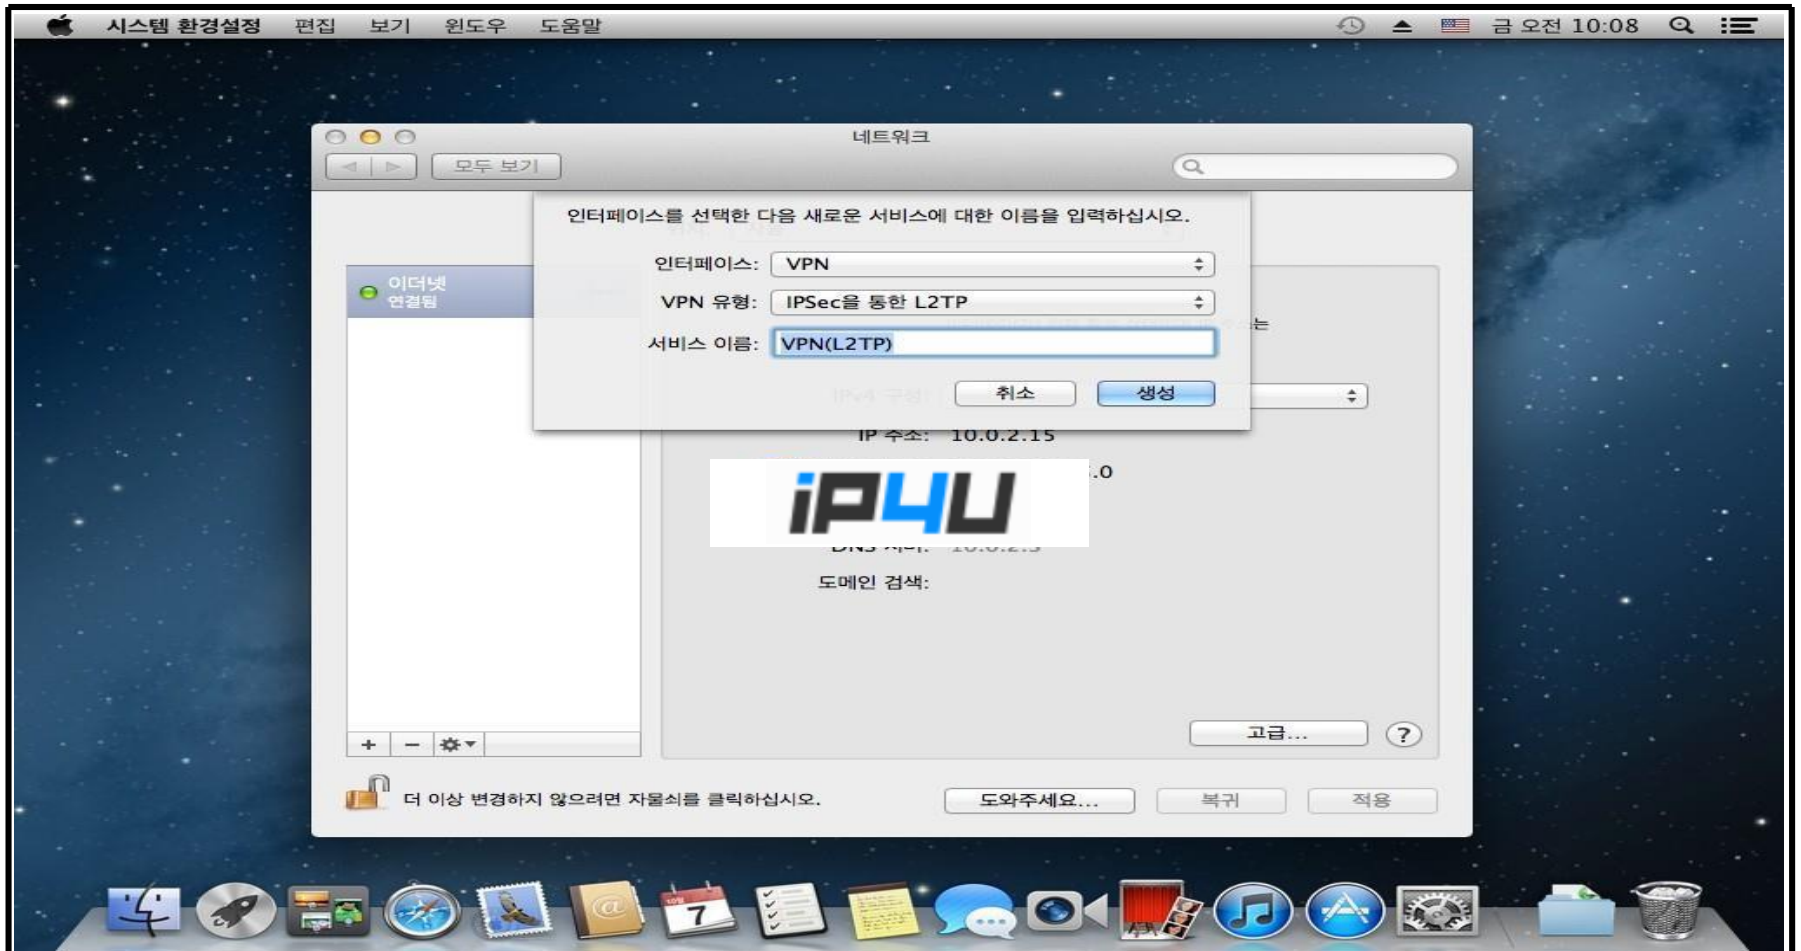 시스템 환경설정 편집 보기 윈도우 도움말 금 오전 10:08
네트워크
모두 보기
인터페이스를 선택한 다음 새로운 서비스에 대한 이름을 입력하십시오.
인터페이스: VPN
이더넷
연결됨
VPN 유형: IPSec을 통한 L2TP
는
서비스 이름: VPN(L2TP)
취소 생성
IP 주소: 10.0.2.15
.0
iP4U
도메인 검색:
고급... ?
더 이상 변경하지 않으려면 자물쇠를 클릭하십시오. 도와주세요... 복귀 적용
7